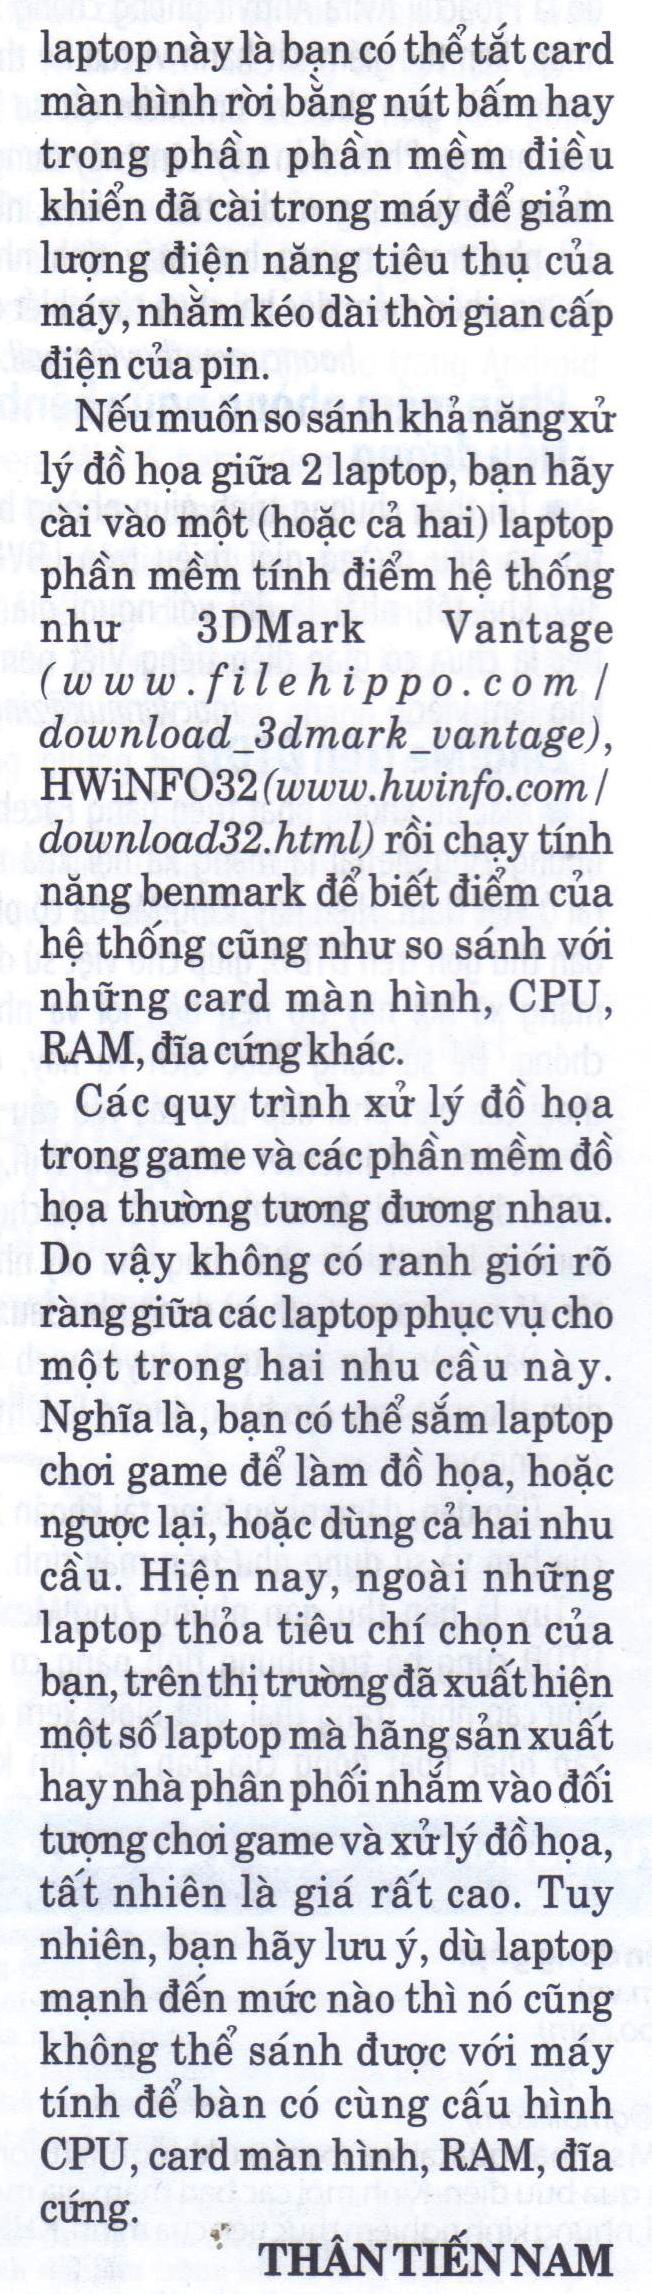 laptop này là bạn có thể tắt card
màn hình rời bằng nút bấm hay
trong phần phần mềm điều
khiển đã cài trong máy để giảm
lượng điện năng tiêu thụ của
máy, nhằm kéo dài thời gian cấp
điện của pin.
Nếu muốn so sánh khả năng xử
lý đồ họa giữa 2 laptop, bạn hãy
cài vào một (hoặc cả hai) laptop
phần mềm tính điểm hệ thống
như 3DMark Vantage
(www.filehippo.com/
download_3dmark_vantage),
HWiNFO32 (www.hwinfo.com/
download32.html) rồi chạy tính
năng benmark để biết điểm của
hệ thống cũng như so sánh với
những card màn hình, CPU,
RAM, đĩa cứng khác.
Các quy trình xử lý đồ họa
trong game và các phần mềm đồ
họa thường tương đương nhau.
Do vậy không có ranh giới rõ
ràng giữa các laptop phục vụ cho
một trong hai nhu cầu này.
Nghĩa là, bạn có thể sắm laptop
chơi game để làm đồ họa, hoặc
ngược lại, hoặc dùng cả hai nhu
cầu. Hiện nay, ngoài những
laptop thỏa tiêu chí chọn của
bạn, trên thị trường đã xuất hiện
một số laptop mà hãng sản xuất
hay nhà phân phối nhắm vào đối
tượng chơi game và xử lý đồ họa,
tất nhiên là giá rất cao. Tuy
nhiên, bạn hãy lưu ý, dù laptop
mạnh đến mức nào thì nó cũng
không thể sánh được với máy
tính để bàn có cùng cấu hình
CPU, card màn hình, RAM, đĩa
cứng.
THÂN TIẾN NAM